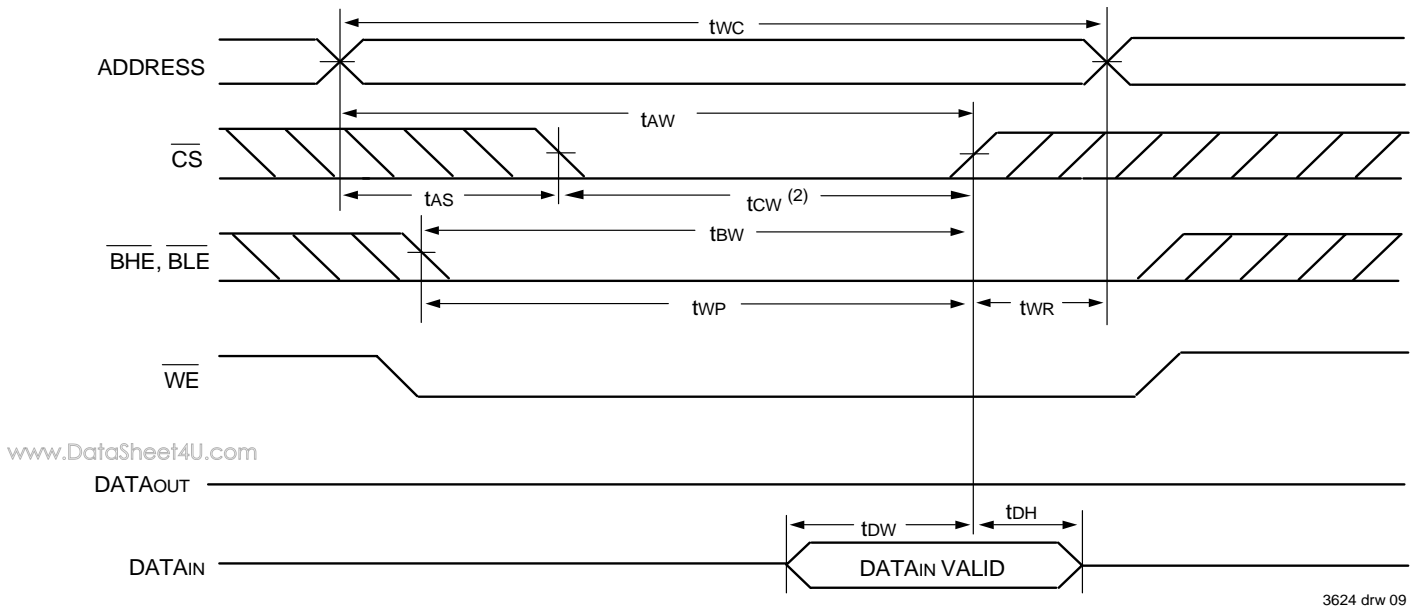 tWC
ADDRESS
tAW
CS
tAS
tCW (2)
tBW
BHE, BLE
tWP
tWR
WE
www.DataSheet4U.com
DATAOUT
tDW
tDH
DATAIN
DATAIN VALID
3624 drw 09